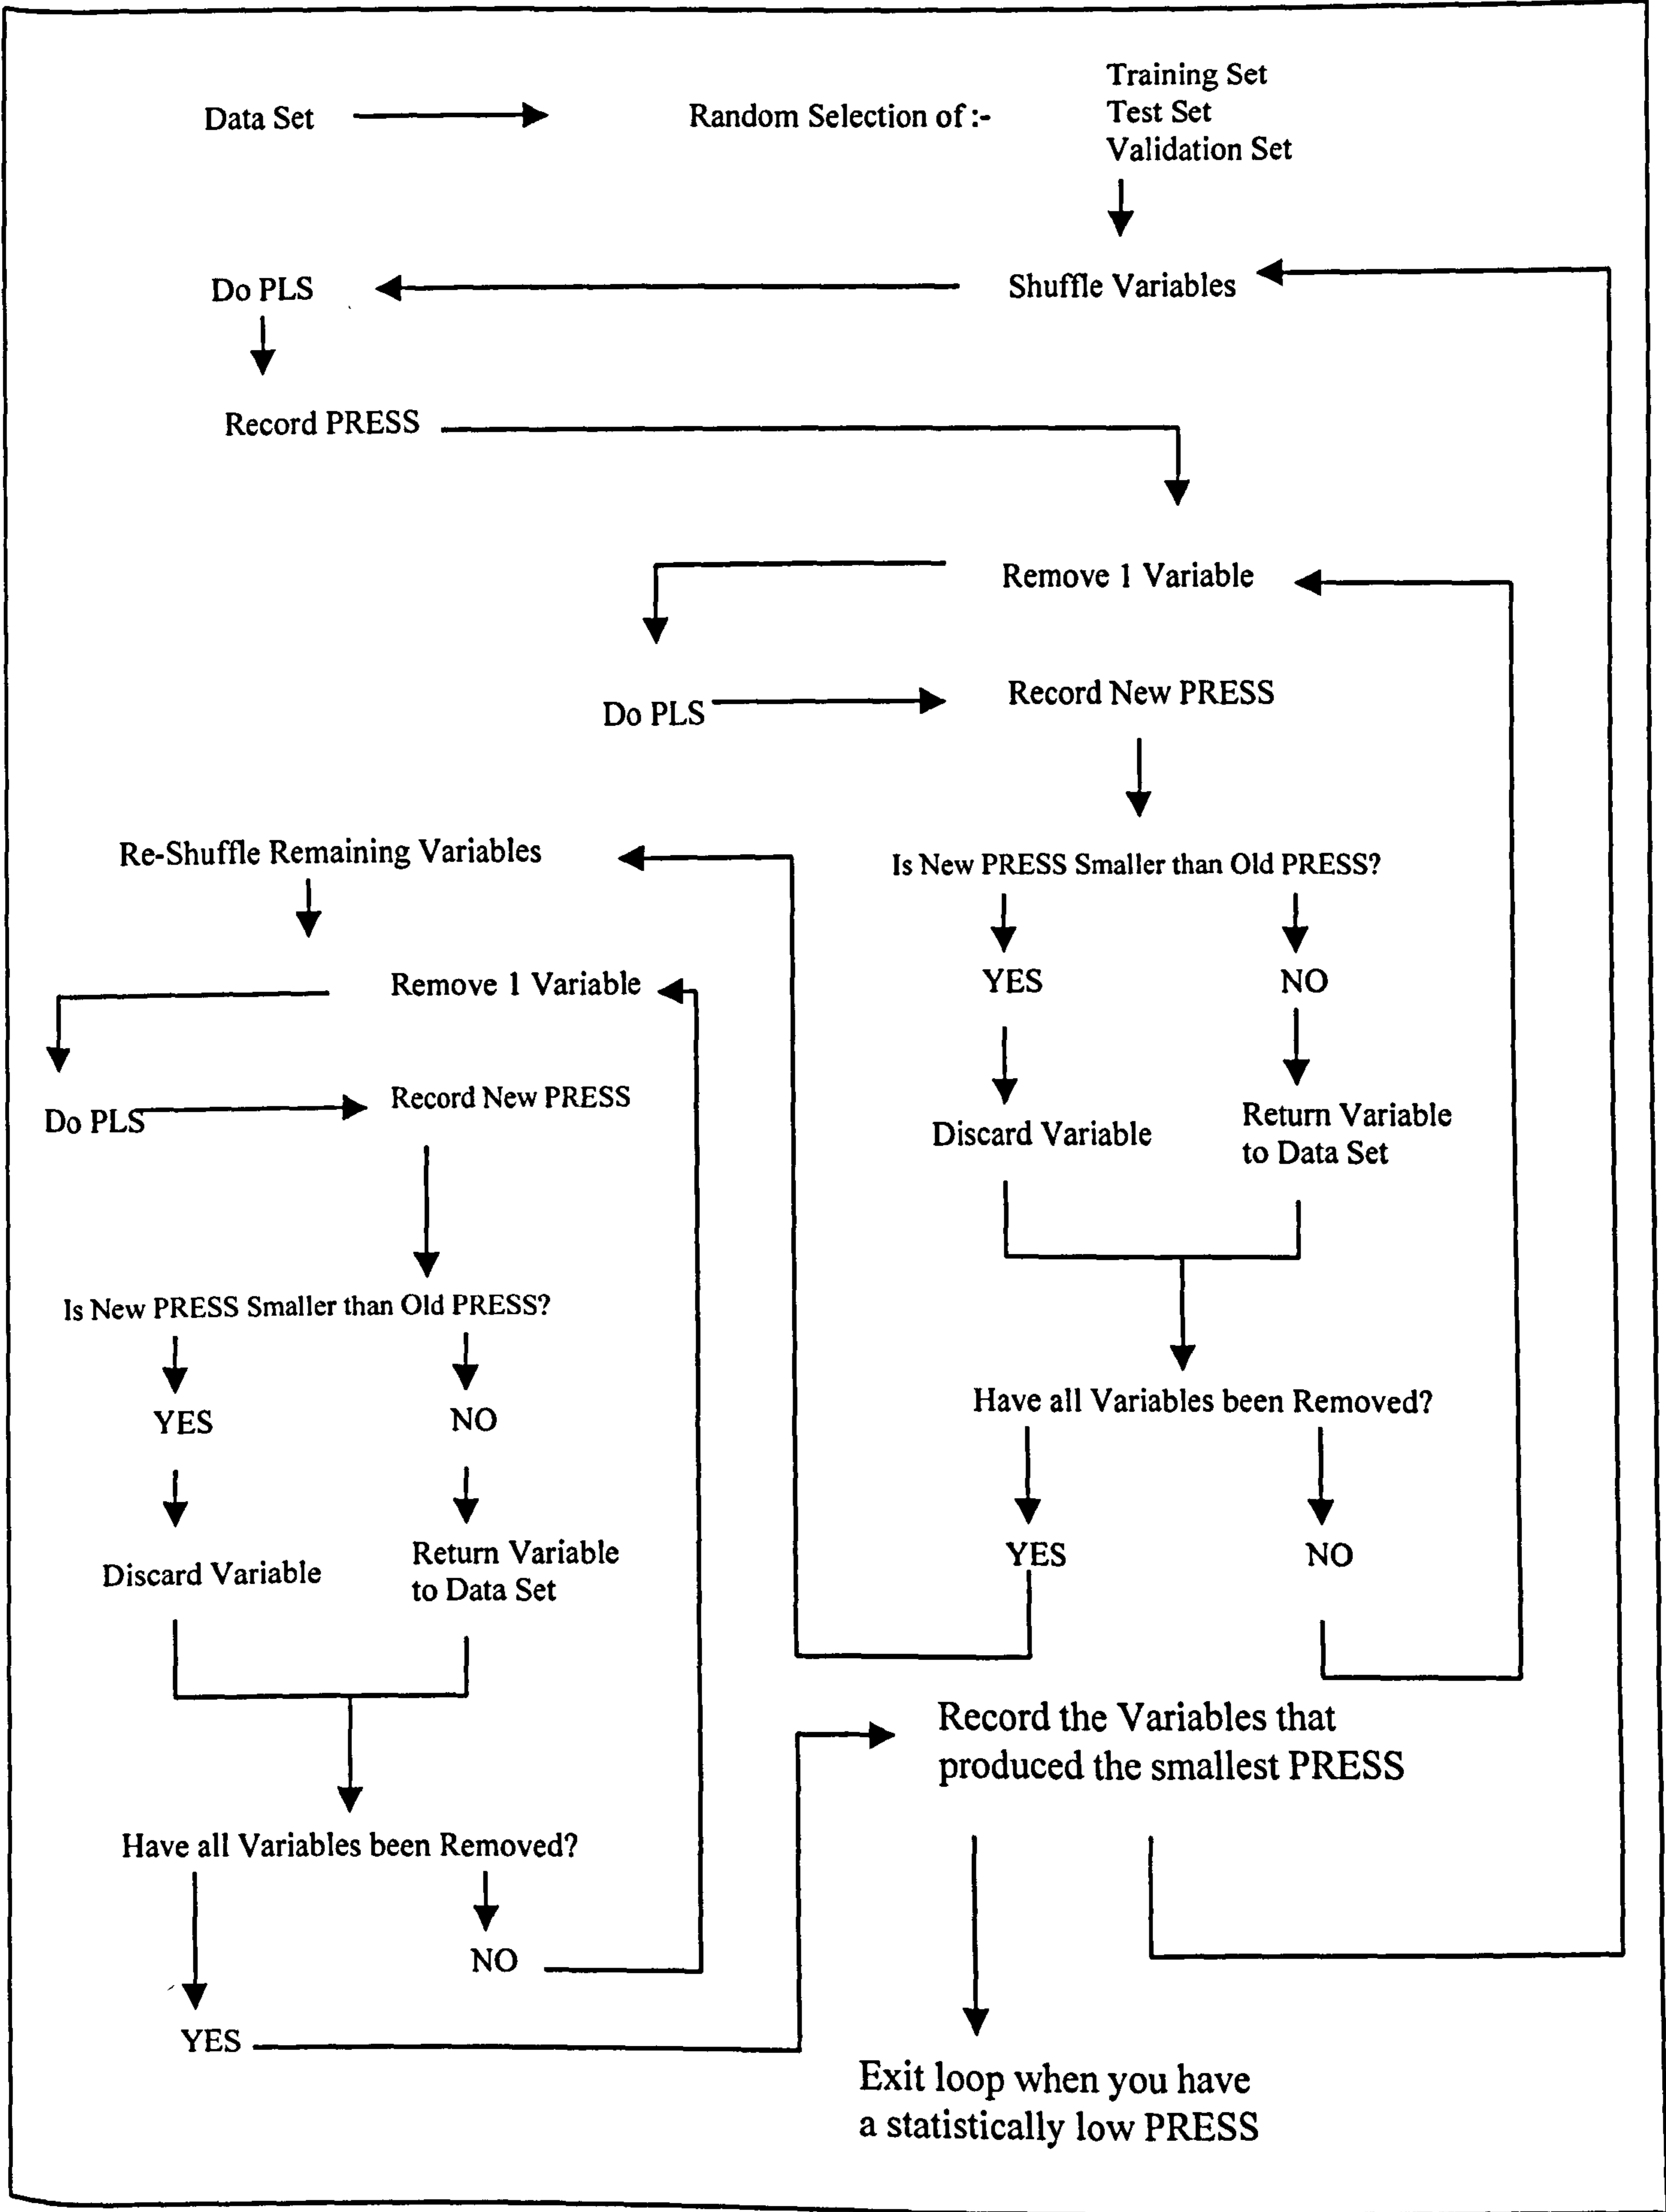 Data Set
Random Selection of :-
Training Set
Test Set
Validation Set
Do PLS
Shuffle Variables
Record PRESS
Remove 1 Variable
Do PLS
Record New PRESS
Re-Shuffle Remaining Variables
Is New PRESS Smaller than Old PRESS?
YES
NO
Remove 1 Variable
Do PLS
Record New PRESS
Discard Variable
Return Variable
to Data Set
Is New PRESS Smaller than Old PRESS?
YES
NO
Have all Variables been Removed?
YES
NO
Discard Variable
Return Variable
to Data Set
Record the Variables that
produced the smallest PRESS
Have all Variables been Removed?
NO
YES
Exit loop when you have
a statistically low PRESS